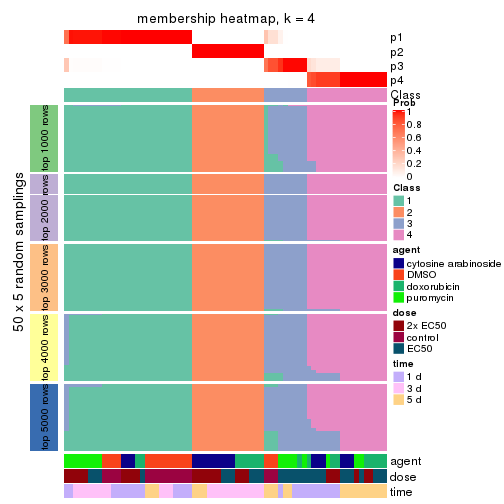 membership heatmap, k = 4
p1
p2
p3
p4
Class
50 x 5 random samplings
top 1000 rows
top 2000 rows
top 3000 rows
top 4000 rows
top 5000 rows
agent
dose
time
Prob
1
0.8
0.6
0.4
0.2
0
Class
1
2
3
4
agent
cytosine arabinoside
DMSO
doxorubicin
puromycin
dose
2x EC50
control
EC50
time
1 d
3 d
5 d